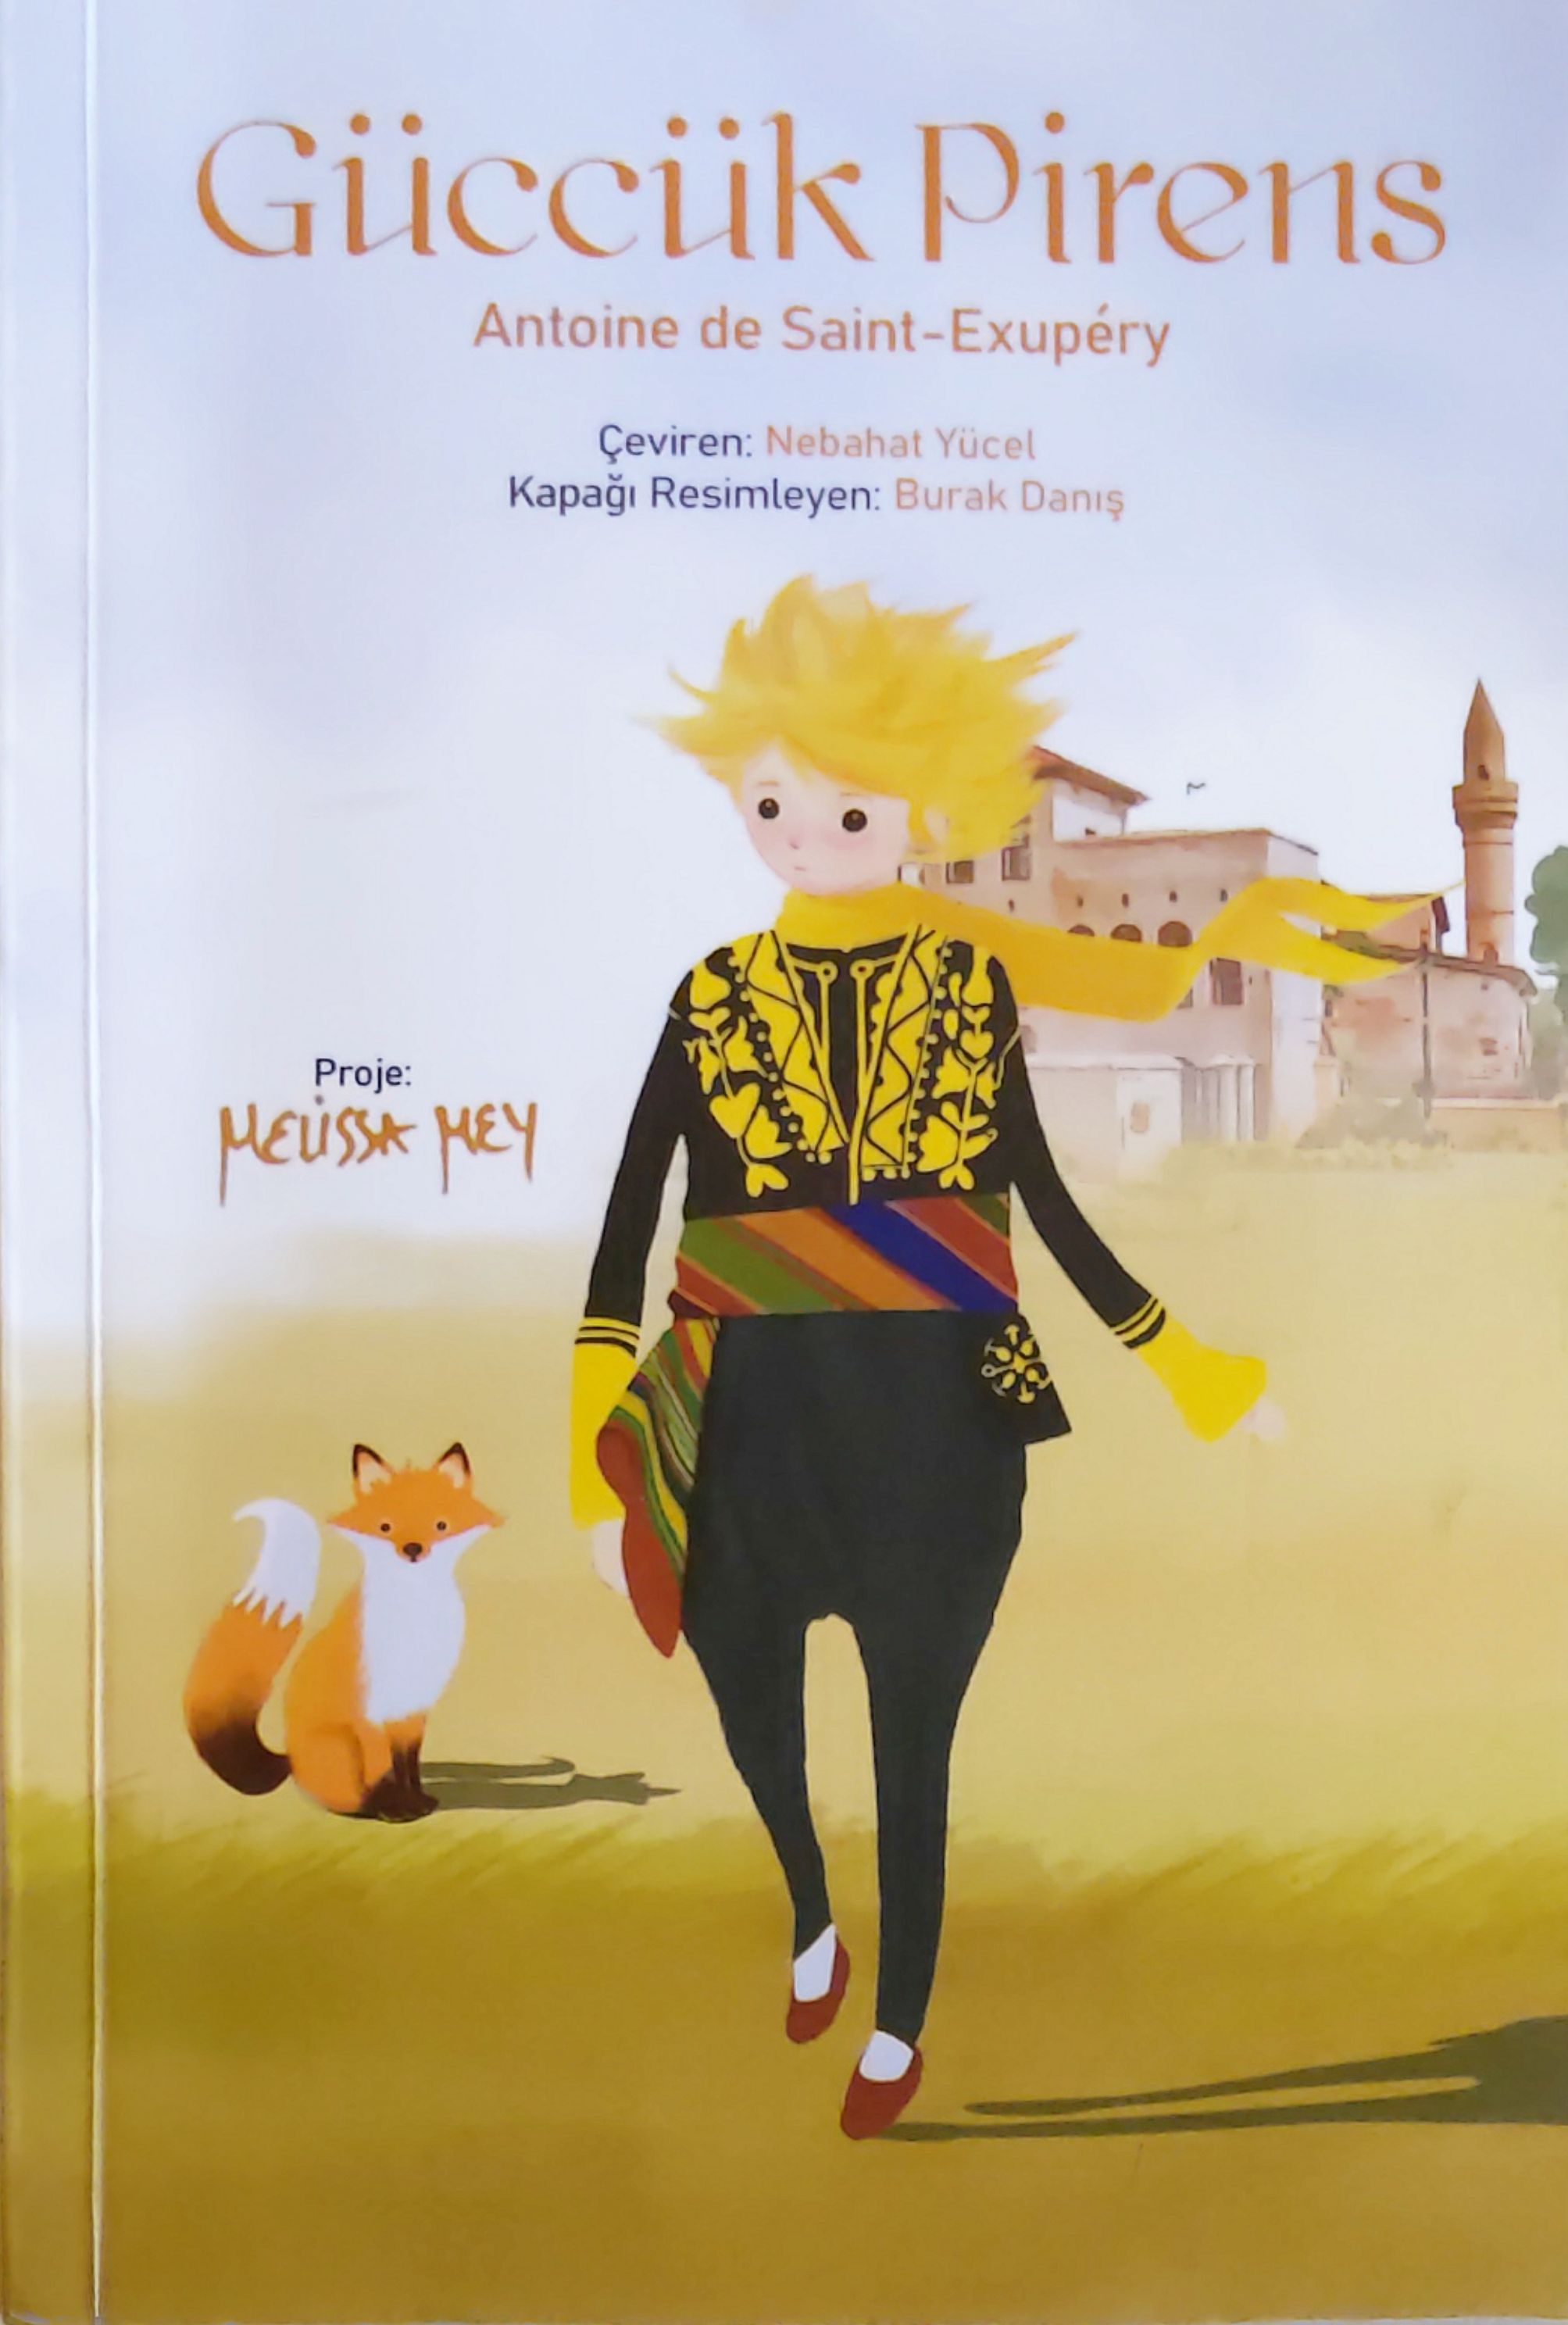 Güccük Pirens
Antoine de Saint-Exupéry
Çeviren: Nebahat Yücel
Kapağı Resimleyen: Burak Danış
Proje:
MELİSSA MEY